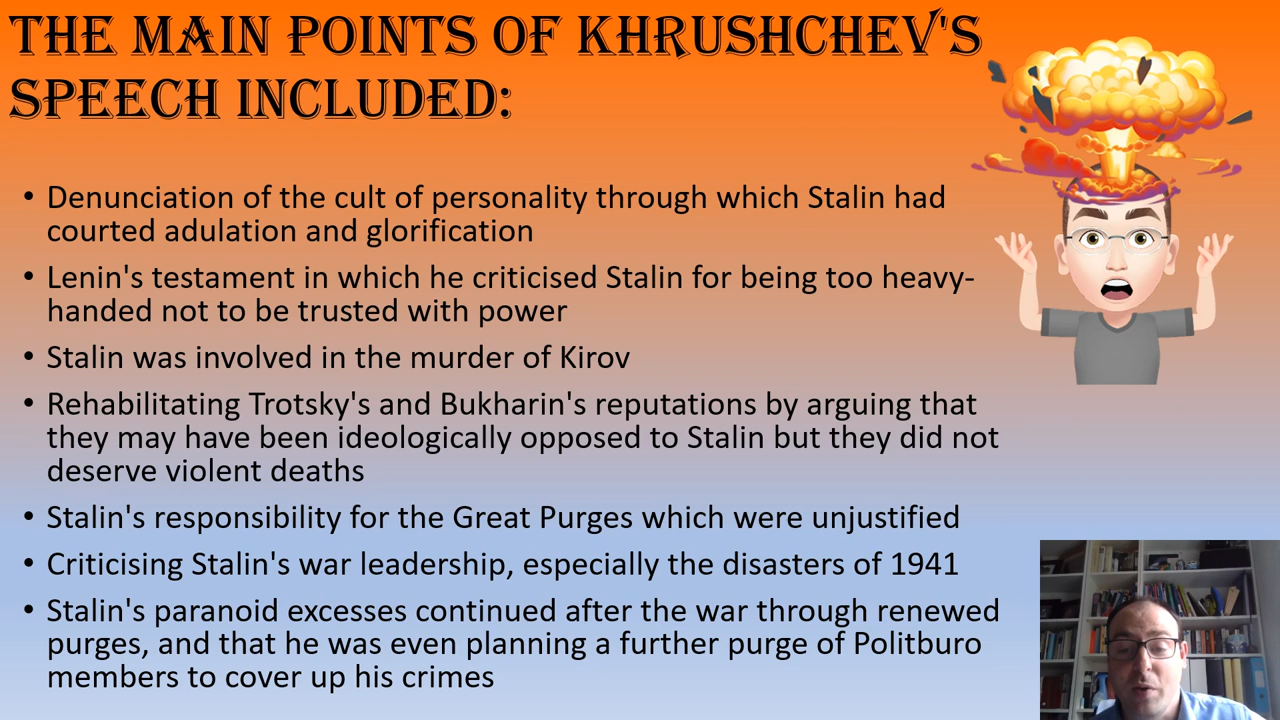 THE MAIN POINTS OF KHRUSHCHEV'S
SPEECH INCLUDED:
• Denunciation of the cult of personality through which Stalin had
courted adulation and glorification
• Lenin's testament in which he criticised Stalin for being too heavy-
handed not to be trusted with power
• Stalin was involved in the murder of Kirov
• Rehabilitating Trotsky's and Bukharin's reputations by arguing that
they may have been ideologically opposed to Stalin but they did not
deserve violent deaths
• Stalin's responsibility for the Great Purges which were unjustified
• Criticising Stalin's war leadership, especially the disasters of 1941
• Stalin's paranoid excesses continued after the war through renewed
purges, and that he was even planning a further purge of Politburo
members to cover up his crimes